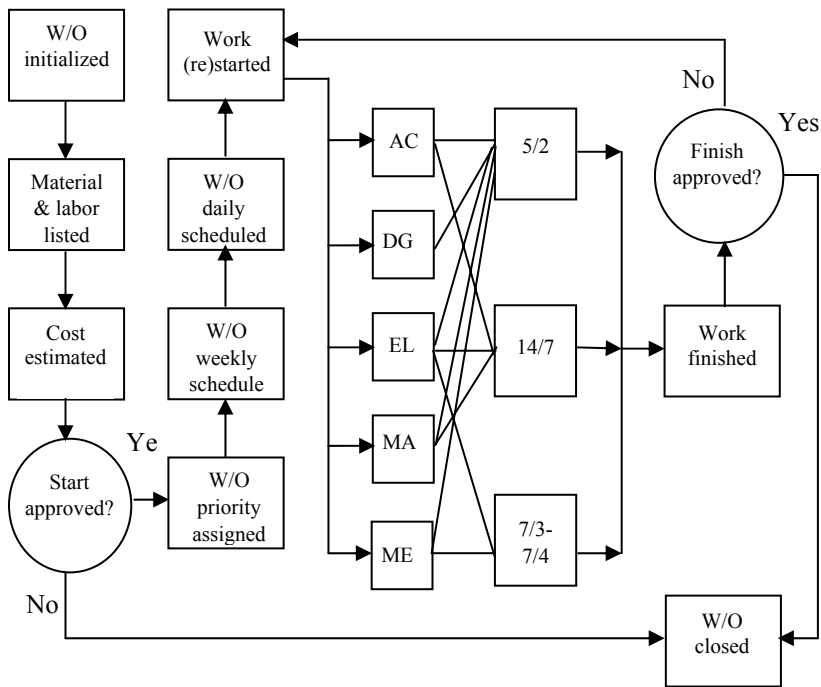 W/O
initialized
Material
& labor
listed
Cost
estimated
Start
approved?
Ye
No
W/O
priority
assigned
W/O
weekly
schedule
W/O
daily
scheduled
Work
(re)started
AC
DG
EL
MA
ME
5/2
14/7
7/3-
7/4
Work
finished
Finish
approved?
No
Yes
W/O
closed